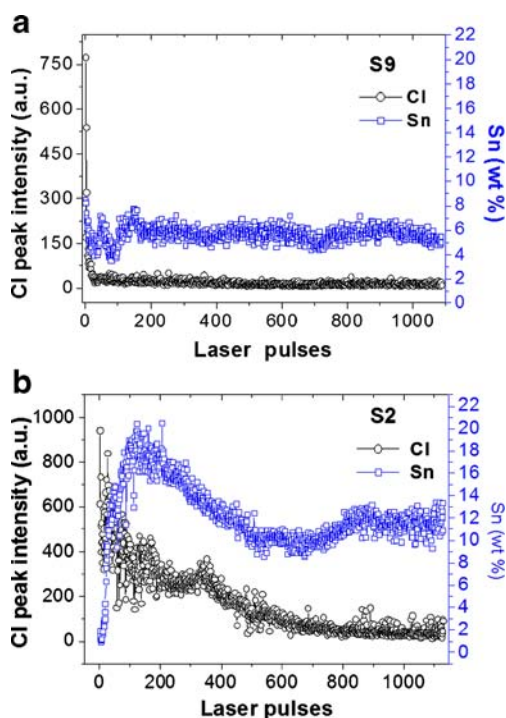 a
S9
Cl
Sn
Cl peak intensity (a.u.)
750
600
450
300
150
0
Sn (wt %)
22
20
18
16
14
12
10
8
6
4
2
0
0 200 400 600 800 1000
Laser pulses
b
S2
Cl
Sn
Cl peak intensity (a.u.)
1000
800
600
400
200
0
Sn (wt %)
22
20
18
16
14
12
10
8
6
4
2
0
0 200 400 600 800 1000
Laser pulses